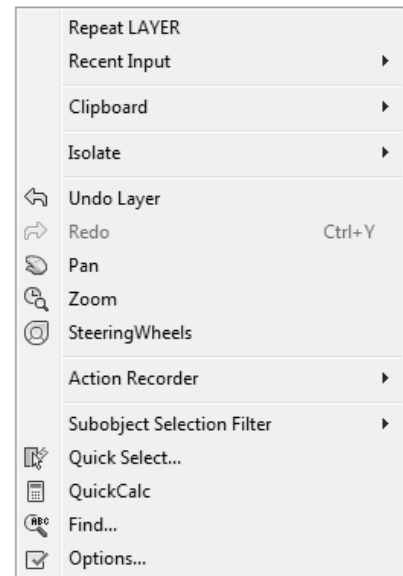 Repeat LAYER
Recent Input
Clipboard
Isolate
Undo Layer
Redo Ctrl+Y
Pan
Zoom
SteeringWheels
Action Recorder
Subobject Selection Filter
Quick Select...
QuickCalc
ABC Find...
Options...